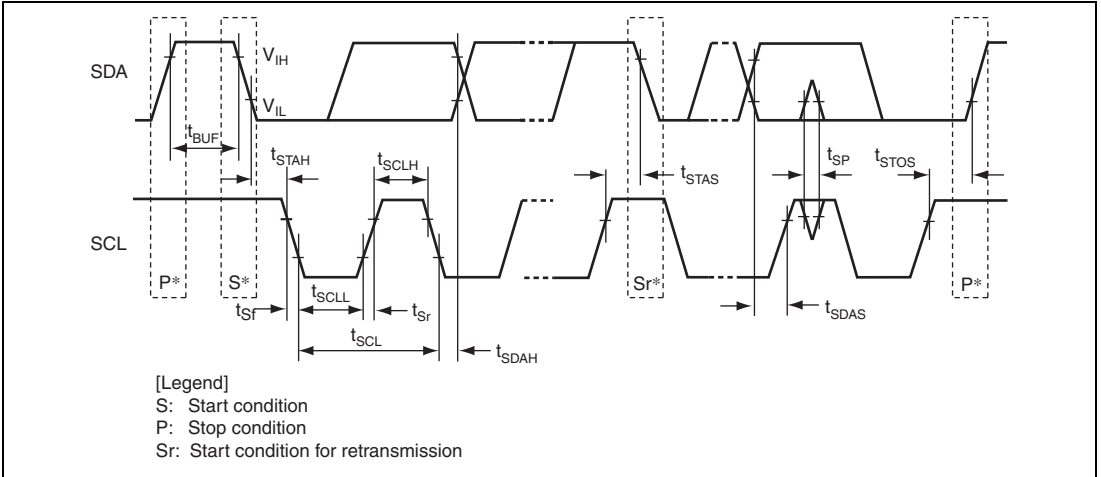 SDA
V_IH
V_IL
t_BUF
t_STAH
t_SCLH
t_STAS
t_SP
t_STOS
SCL
P*
S*
Sr*
P*
t_Sf
t_SCLL
t_Sr
t_SDAS
t_SCL
t_SDAH
[Legend]
S: Start condition
P: Stop condition
Sr: Start condition for retransmission